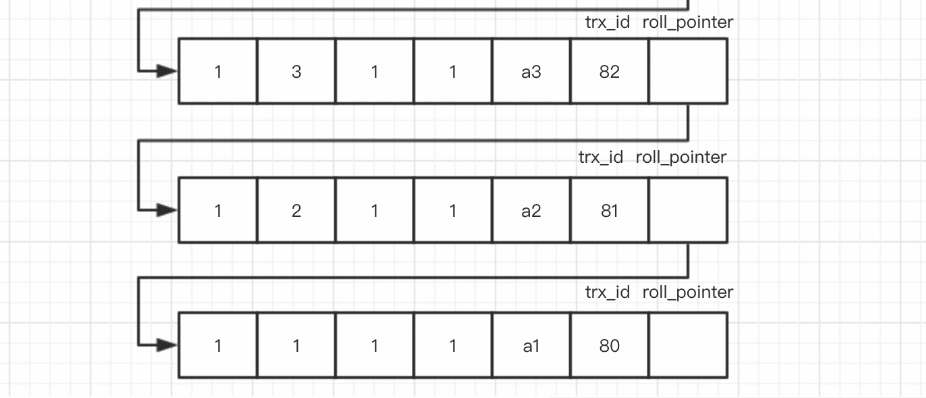 trx_id roll_pointer
1 3 1 1 a3 82
trx_id roll_pointer
1 2 1 1 a2 81
trx_id roll_pointer
1 1 1 1 a1 80